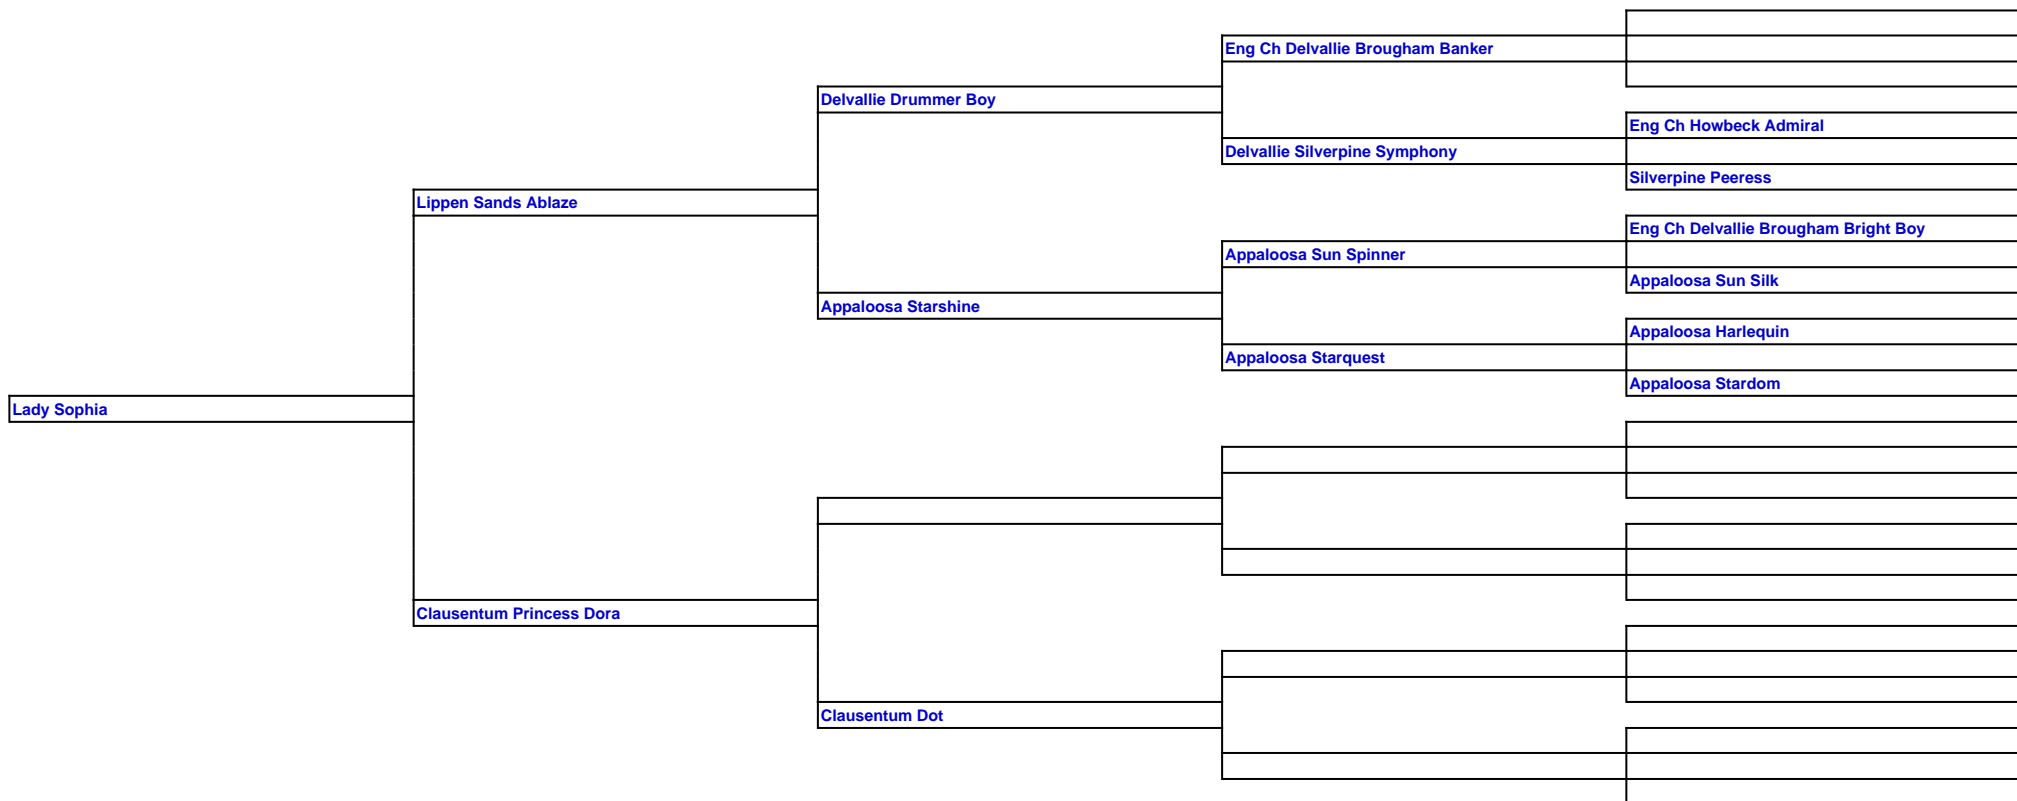 Eng Ch Delvallie Brougham Banker
Delvallie Drummer Boy
Eng Ch Howbeck Admiral
Delvallie Silverpine Symphony
Silverpine Peeress
Lippen Sands Ablaze
Eng Ch Delvallie Brougham Bright Boy
Appaloosa Sun Spinner
Appaloosa Sun Silk
Appaloosa Starshine
Appaloosa Harlequin
Appaloosa Starquest
Appaloosa Stardom
Lady Sophia
Clausentum Princess Dora
Clausentum Dot